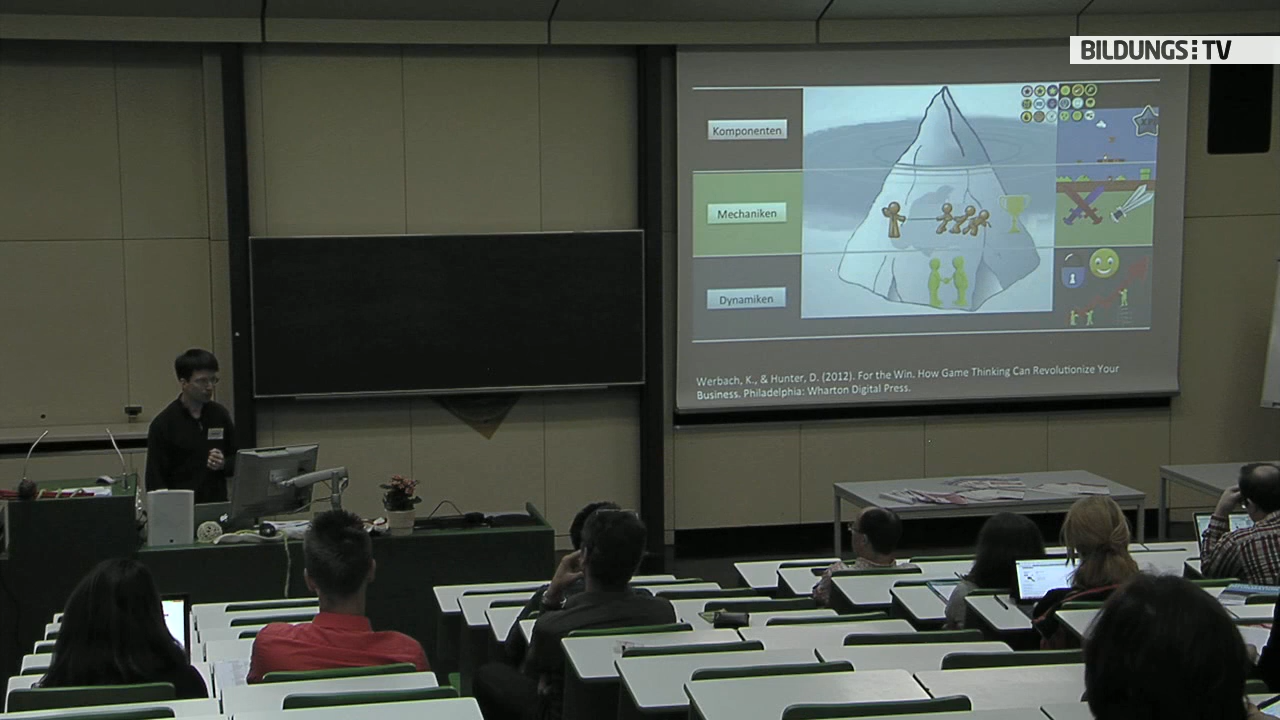 BILDUNGS TV
Komponenten
Mechaniken
Dynamiken
Werbach, K., & Hunter, D. (2012). For the Win. How Game Thinking Can Revolutionize Your
Business. Philadelphia: Wharton Digital Press.